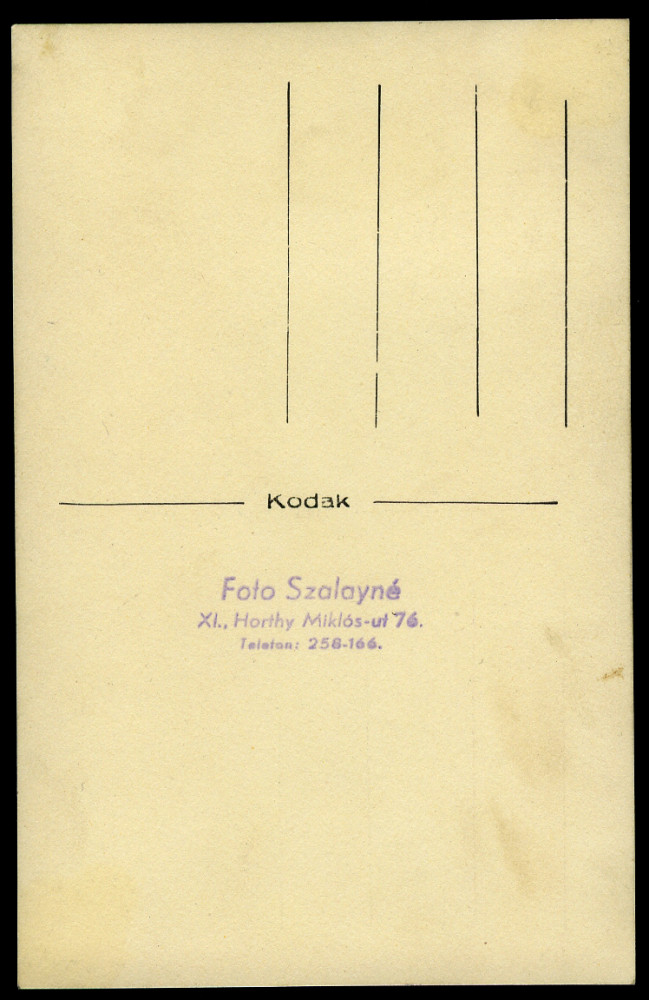 Kodak
Foto Szalayné
XI., Horthy Miklós-ut 76.
Telefon: 258-166.